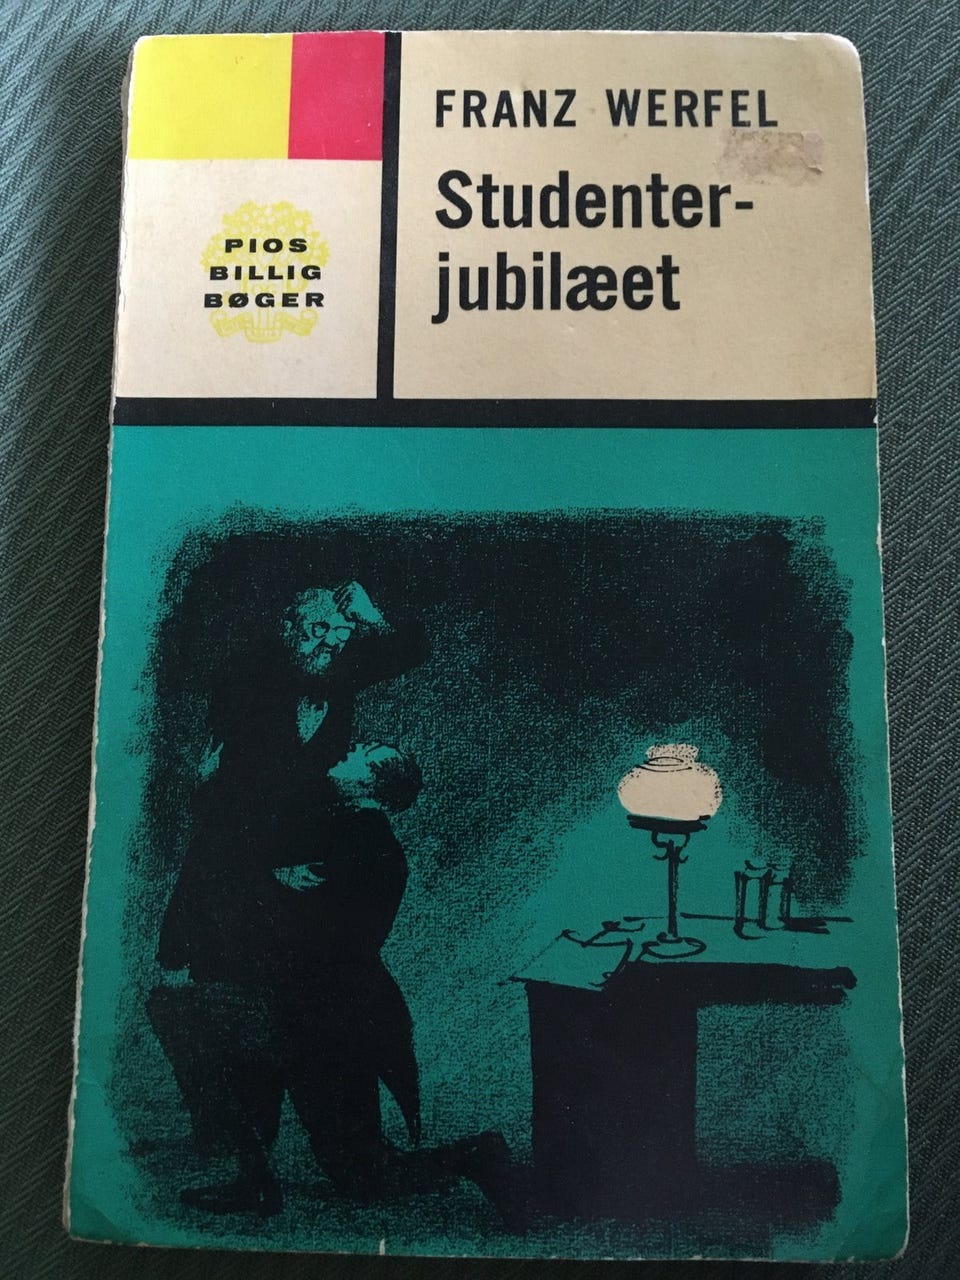 FRANZ WERFEL
Studenter-
jubilæet
PIOS
BILLIG
BØGER